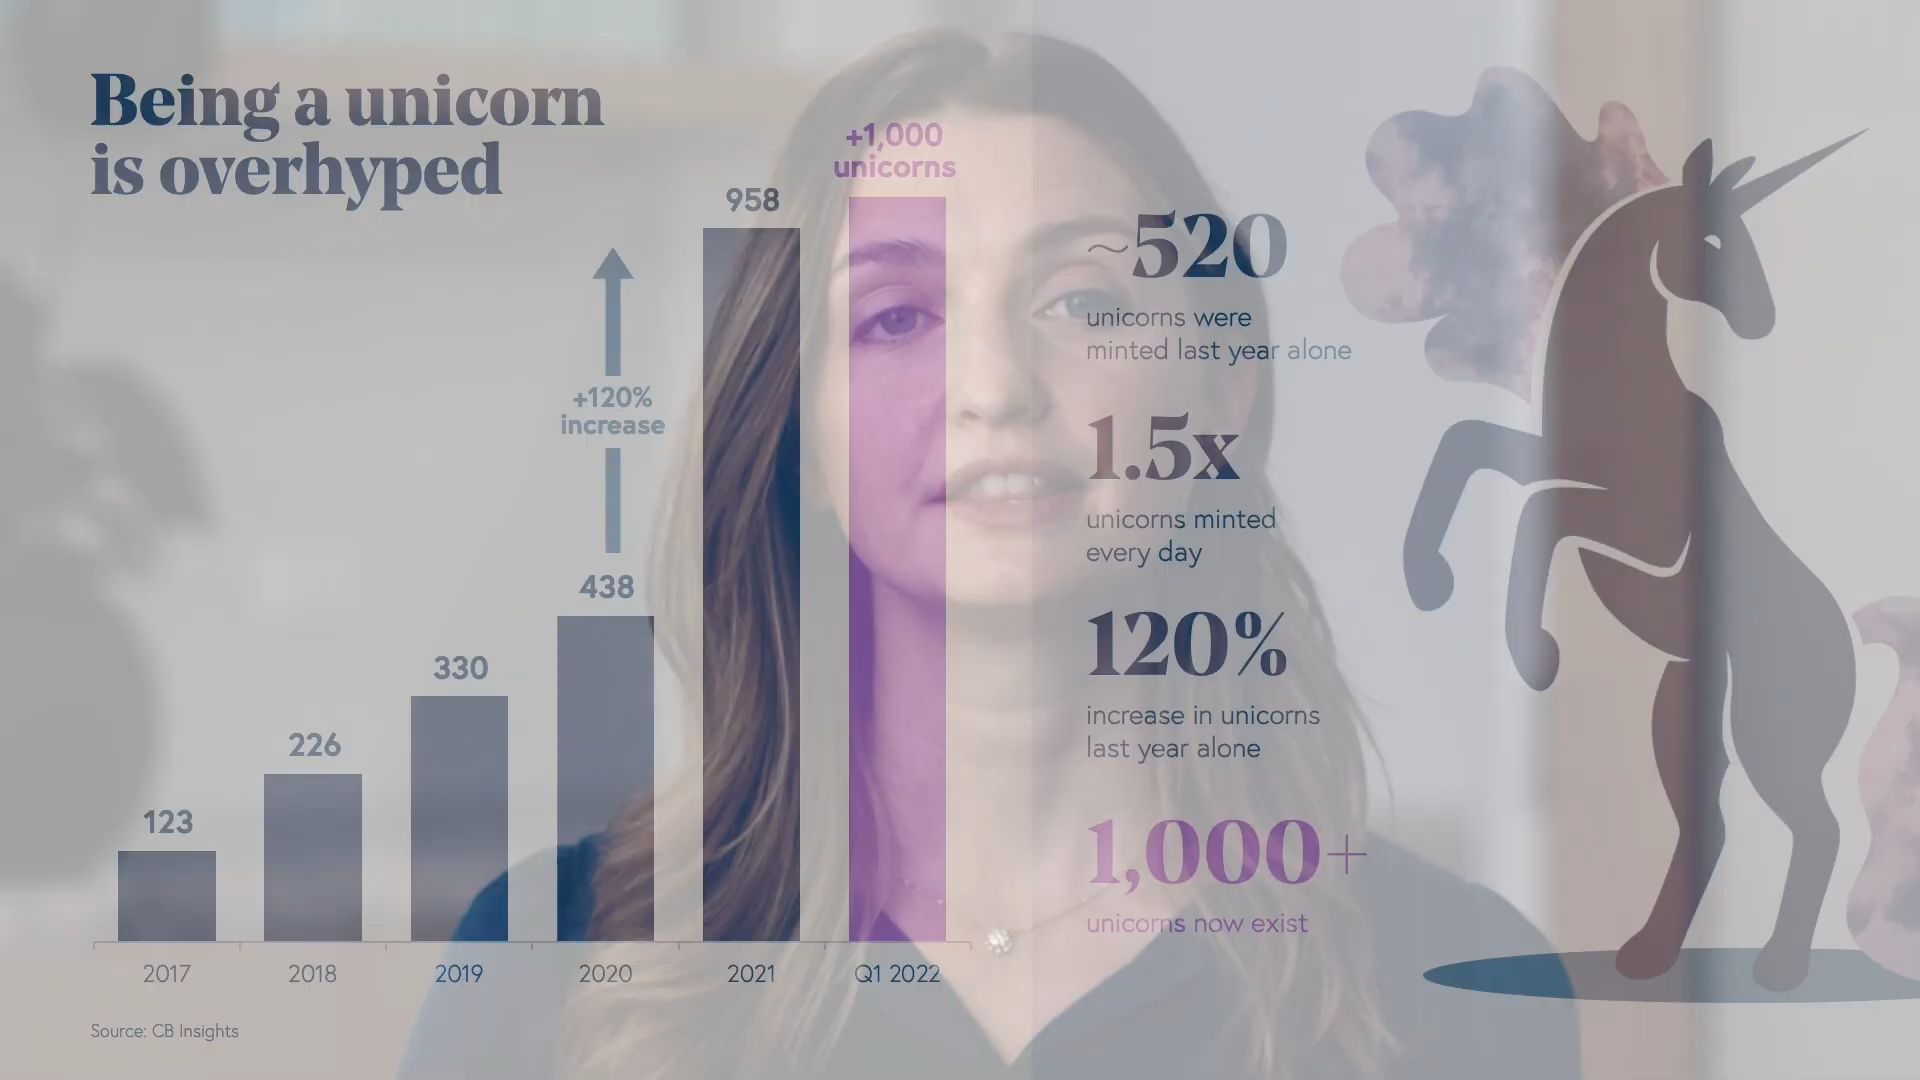 Being a unicorn
is overhyped
+1,000
unicorns
958
+120%
increase
438
330
226
123
2017
2018
2019
2020
2021
Q1 2022
Source: CB Insights
~520
unicorns were
minted last year alone
1.5x
unicorns minted
every day
120%
increase in unicorns
last year alone
1,000+
unicorns now exist